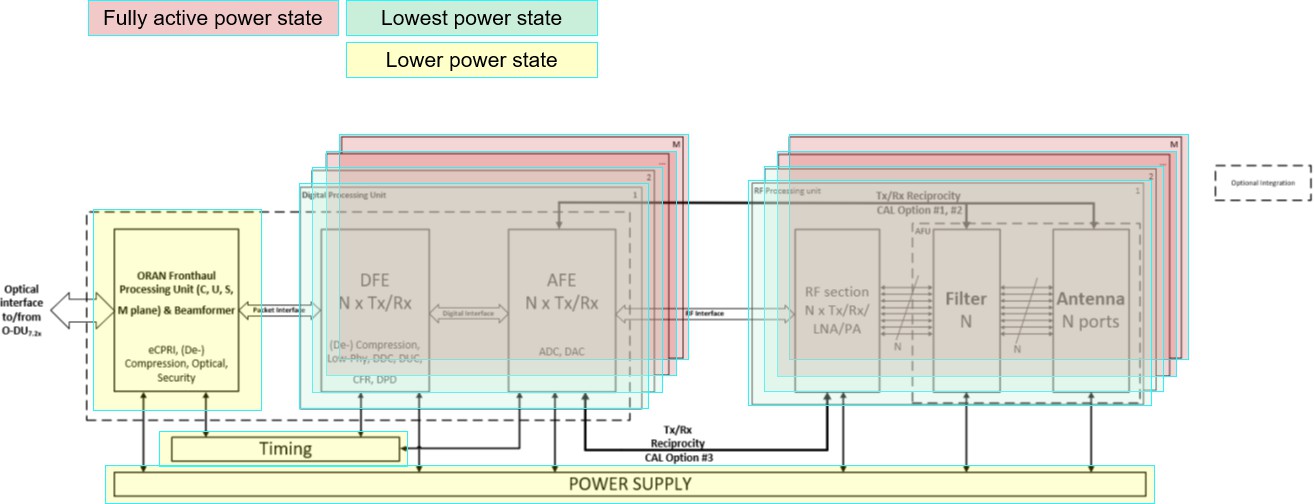 Fully active power state
Lowest power state
Lower power state
M
...
2
Digital Processing Unit
1
M
...
2
RF Processing unit
1
Optional Integration
Tx/Rx Reciprocity
CAL Option #1, #2
AFU
Optical
interface
to/from
O-DU7.2x
ORAN Fronthaul
Processing Unit (C, U, S,
M plane) & Beamformer
eCPRI, (De-)
Compression, Optical,
Security
Packet Interface
DFE
N x Tx/Rx
(De-) Compression,
Low-Phy, DDC, DUC,
CFR, DPD
Digital Interface
AFE
N x Tx/Rx
ADC, DAC
RF Interface
RF section
N x Tx/Rx/
LNA/PA
N
Filter
N
N
Antenna
N ports
Timing
Tx/Rx
Reciprocity
CAL Option #3
POWER SUPPLY